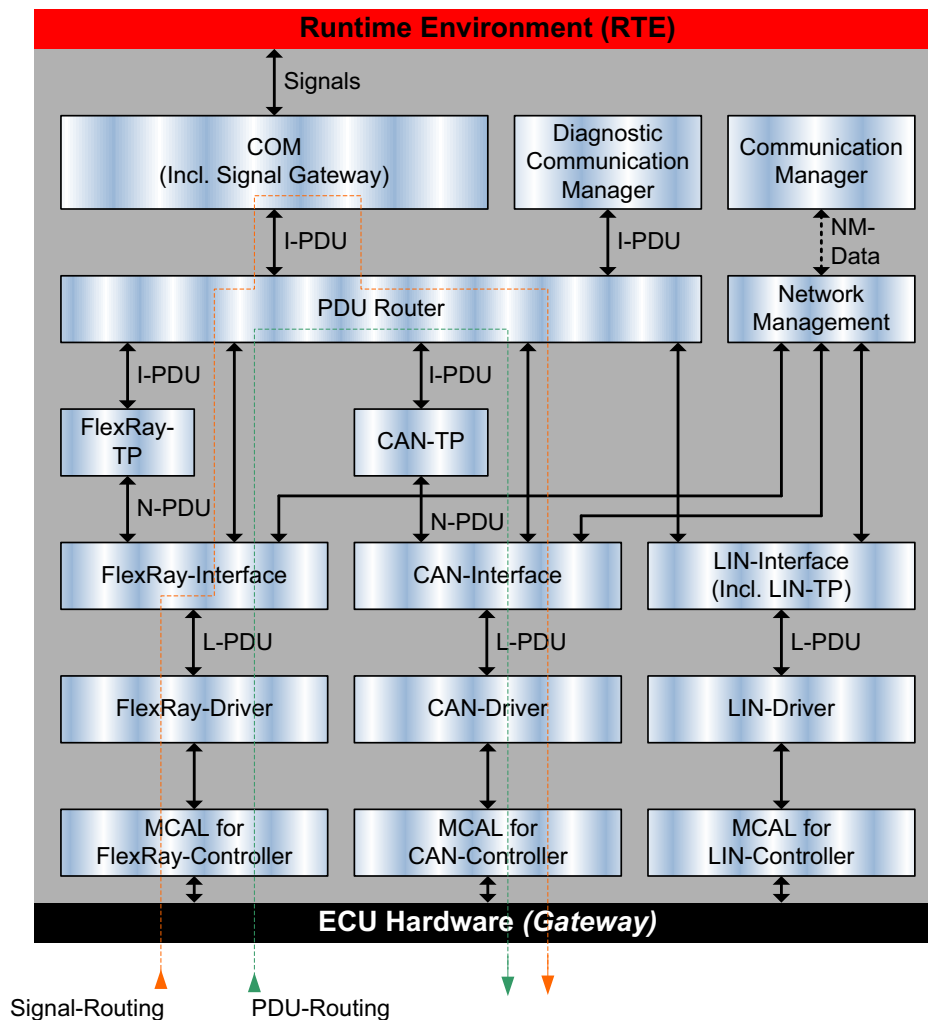 Runtime Environment (RTE)
Signals
COM
(Incl. Signal Gateway)
Diagnostic
Communication
Manager
Communication
Manager
I-PDU
I-PDU
NM-
Data
PDU Router
Network
Management
I-PDU
I-PDU
FlexRay-
TP
CAN-TP
N-PDU
N-PDU
FlexRay-Interface
CAN-Interface
LIN-Interface
(Incl. LIN-TP)
L-PDU
L-PDU
L-PDU
FlexRay-Driver
CAN-Driver
LIN-Driver
MCAL for
FlexRay-Controller
MCAL for
CAN-Controller
MCAL for
LIN-Controller
ECU Hardware (Gateway)
Signal-Routing
PDU-Routing